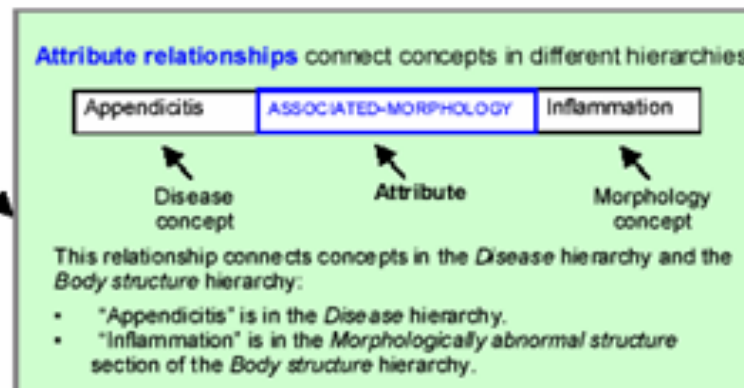 Attribute relationships connect concepts in different hierarchies
Appendicitis ASSOCIATED-MORPHOLOGY Inflammation
Disease concept
Attribute
Morphology concept
This relationship connects concepts in the Disease hierarchy and the
Body structure hierarchy:
• "Appendicitis" is in the Disease hierarchy.
• "Inflammation" is in the Morphologically abnormal structure
section of the Body structure hierarchy.